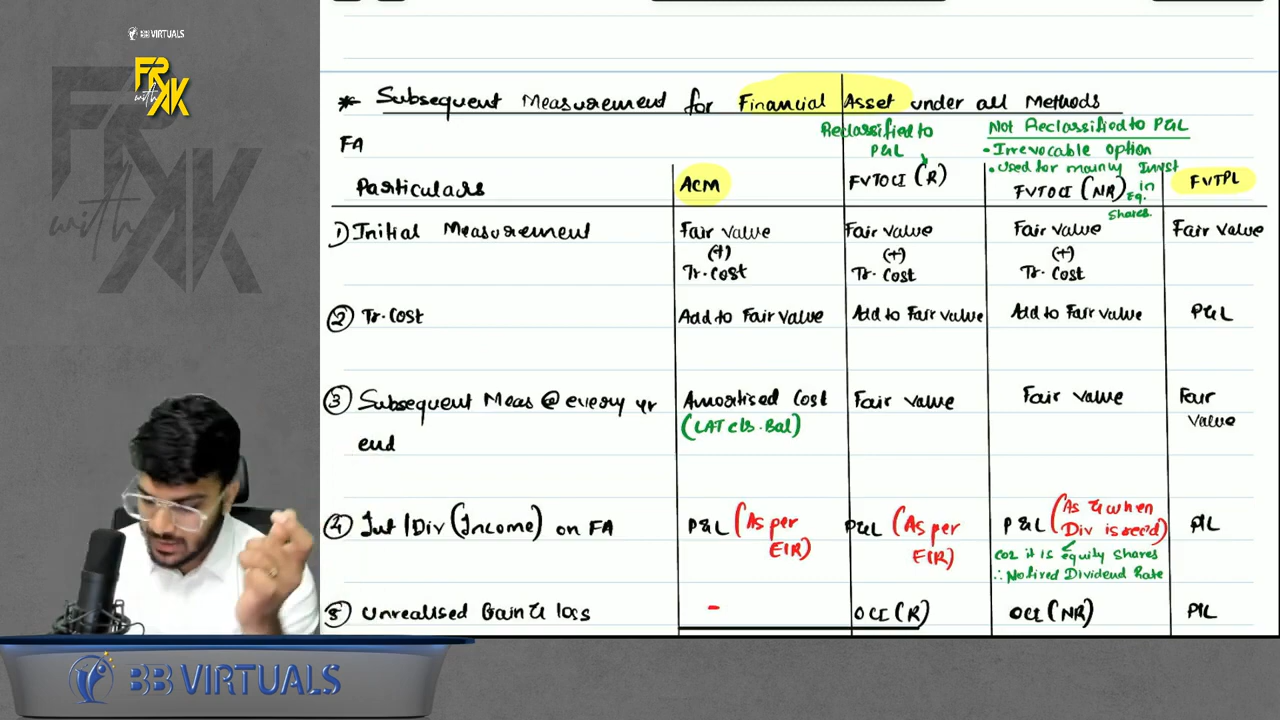 BB VIRTUALS
FR
with
AK
* Subsequent Measurement for Financial Asset under all Methods
FA
Reclassified to
P&L
Not Reclassified to P&L
• Irrevocable option
• Used for mainly Invst
in
Eq.
Shares.
Particulars ACM FVTOCI (R) FVTOCI (NR) FVTPL
1) Initial Measurement Fair value Fair value Fair value Fair value
(+) (+) (+)
Tr. Cost Tr. Cost Tr. Cost
② Tr. Cost Add to Fair value Add to Fair value Add to Fair value P&L
③ Subsequent Meas @ every yr Amortised Cost Fair value Fair value Fair
end (LAT cls. Bal) value
④ Int/Div (Income) on FA P&L (As per EIR) P&L (As per EIR) P&L (As & when Div is recd) P/L
coz it is equity shares
∴ No fixed Dividend Rate
⑤ Unrealised Gain & loss - OCI (R) OCI (NR) P/L
BB VIRTUALS